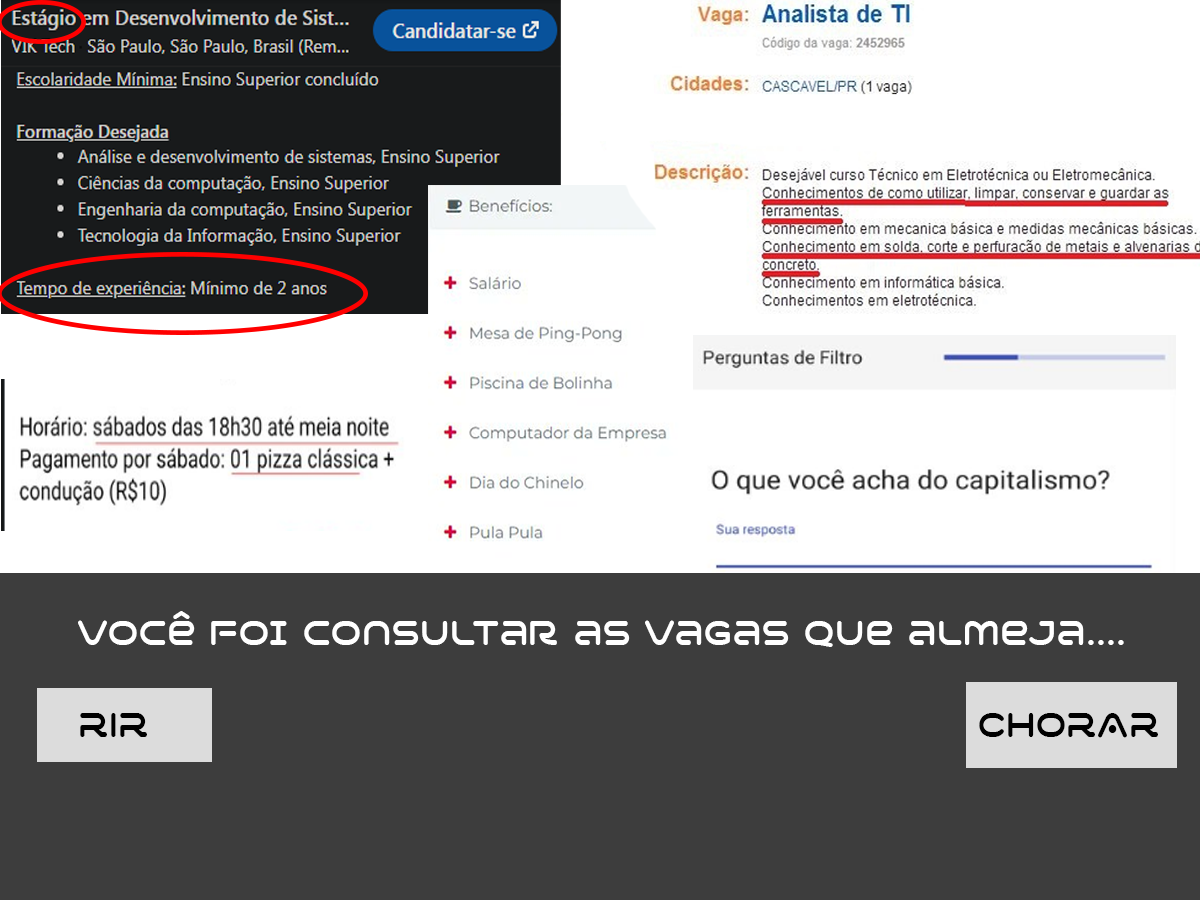 Estágio em Desenvolvimento de Sist...
VIK Tech São Paulo, São Paulo, Brasil (Rem...
Candidatar-se
Escolaridade Mínima: Ensino Superior concluído
Formação Desejada
• Análise e desenvolvimento de sistemas, Ensino Superior
• Ciências da computação, Ensino Superior
• Engenharia da computação, Ensino Superior
• Tecnologia da Informação, Ensino Superior
Tempo de experiência: Mínimo de 2 anos
Vaga: Analista de TI
Código da vaga: 2452965
Cidades: CASCAVEL/PR (1 vaga)
Descrição: Desejável curso Técnico em Eletrotécnica ou Eletromecânica.
Conhecimentos de como utilizar, limpar, conservar e guardar as
ferramentas.
Conhecimento em mecanica básica e medidas mecânicas básicas.
Conhecimento em solda, corte e perfuração de metais e alvenarias d
concreto.
Conhecimento em informática básica.
Conhecimentos em eletrotécnica.
Benefícios:
+ Salário
+ Mesa de Ping-Pong
+ Piscina de Bolinha
+ Computador da Empresa
+ Dia do Chinelo
+ Pula Pula
Horário: sábados das 18h30 até meia noite
Pagamento por sábado: 01 pizza clássica +
condução (R$10)
Perguntas de Filtro
O que você acha do capitalismo?
Sua resposta
Você foi consultar as vagas que almeja....
RIR
CHORAR